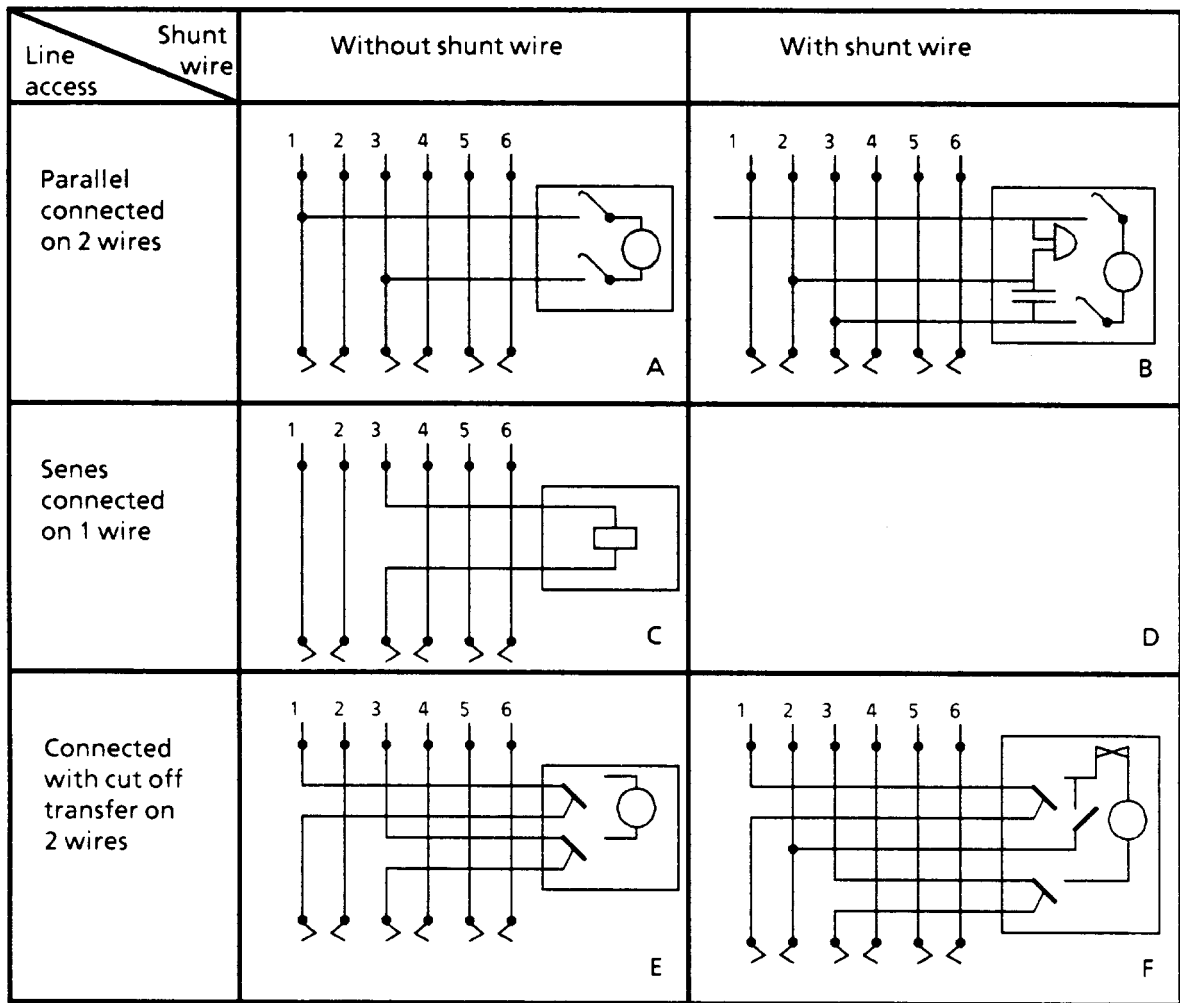 Shunt
wire
Line
access
Without shunt wire
With shunt wire
Parallel
connected
on 2 wires
1 2 3 4 5 6
A
1 2 3 4 5 6
B
Senes
connected
on 1 wire
1 2 3 4 5 6
C
D
Connected
with cut off
transfer on
2 wires
1 2 3 4 5 6
E
1 2 3 4 5 6
F